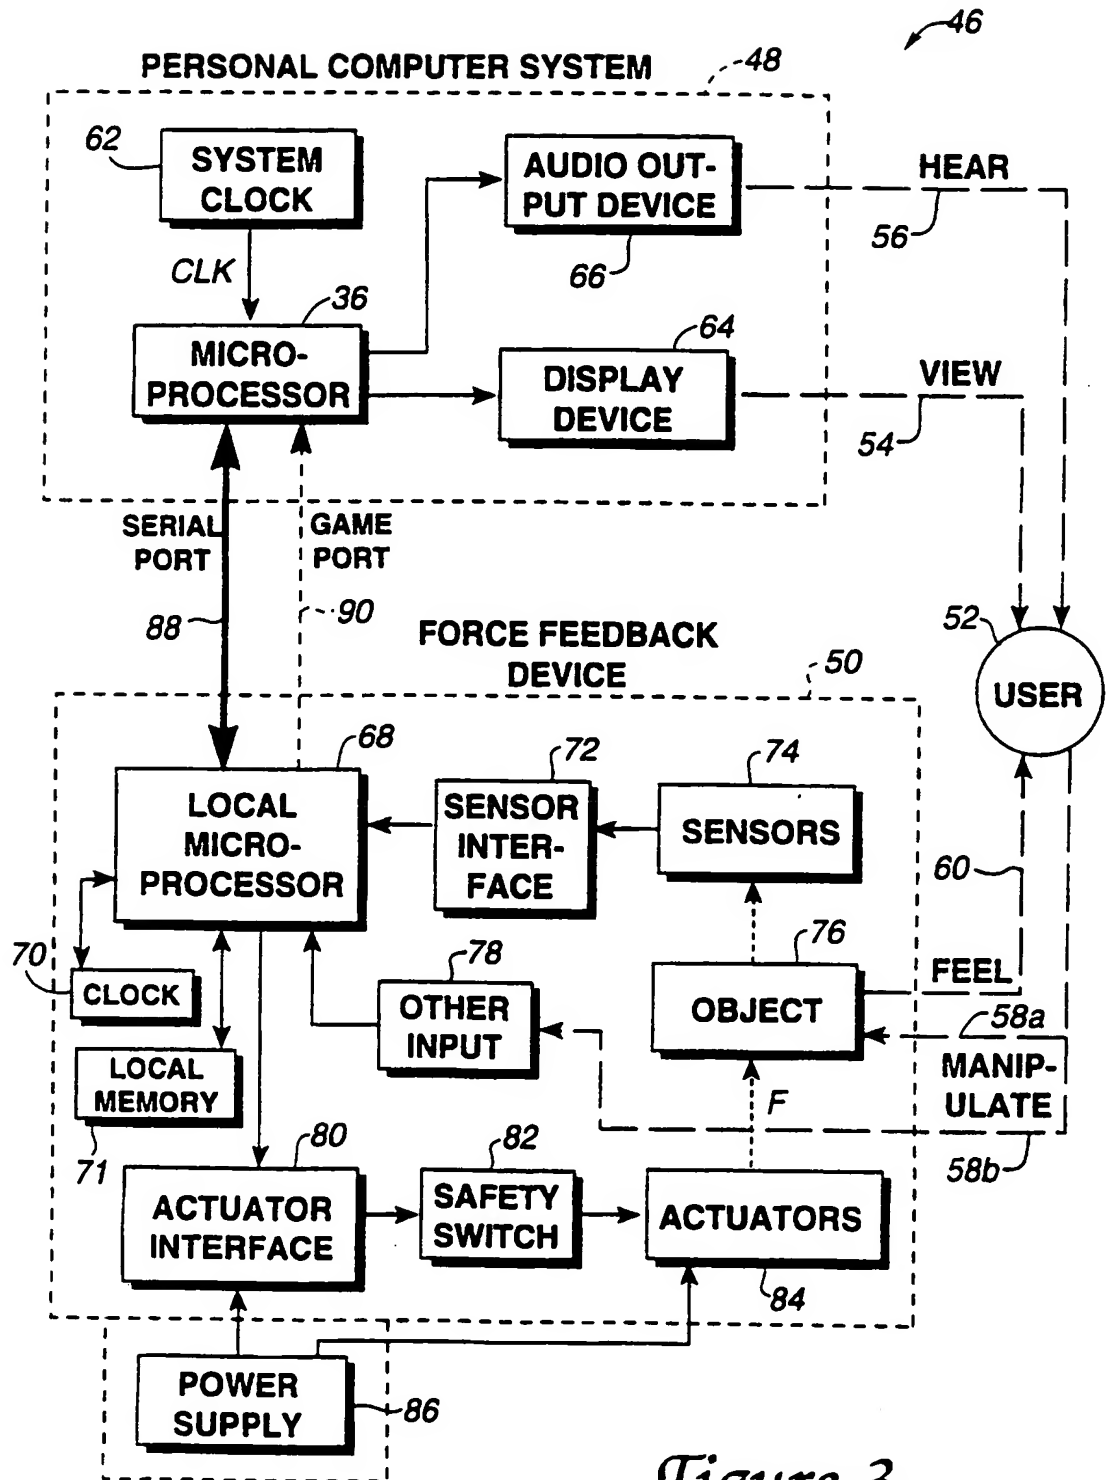 46
PERSONAL COMPUTER SYSTEM
48
62
SYSTEM
CLOCK
AUDIO OUT-
PUT DEVICE
66
HEAR
56
CLK
36
MICRO-
PROCESSOR
64
DISPLAY
DEVICE
VIEW
54
SERIAL
PORT
GAME
PORT
88
90
FORCE FEEDBACK
DEVICE
50
52
USER
68
LOCAL
MICRO-
PROCESSOR
72
SENSOR
INTER-
FACE
74
SENSORS
60
70
CLOCK
78
OTHER
INPUT
76
OBJECT
FEEL
58a
MANIP-
ULATE
58b
LOCAL
MEMORY
71
F
80
ACTUATOR
INTERFACE
82
SAFETY
SWITCH
ACTUATORS
84
POWER
SUPPLY
86
Figure 3